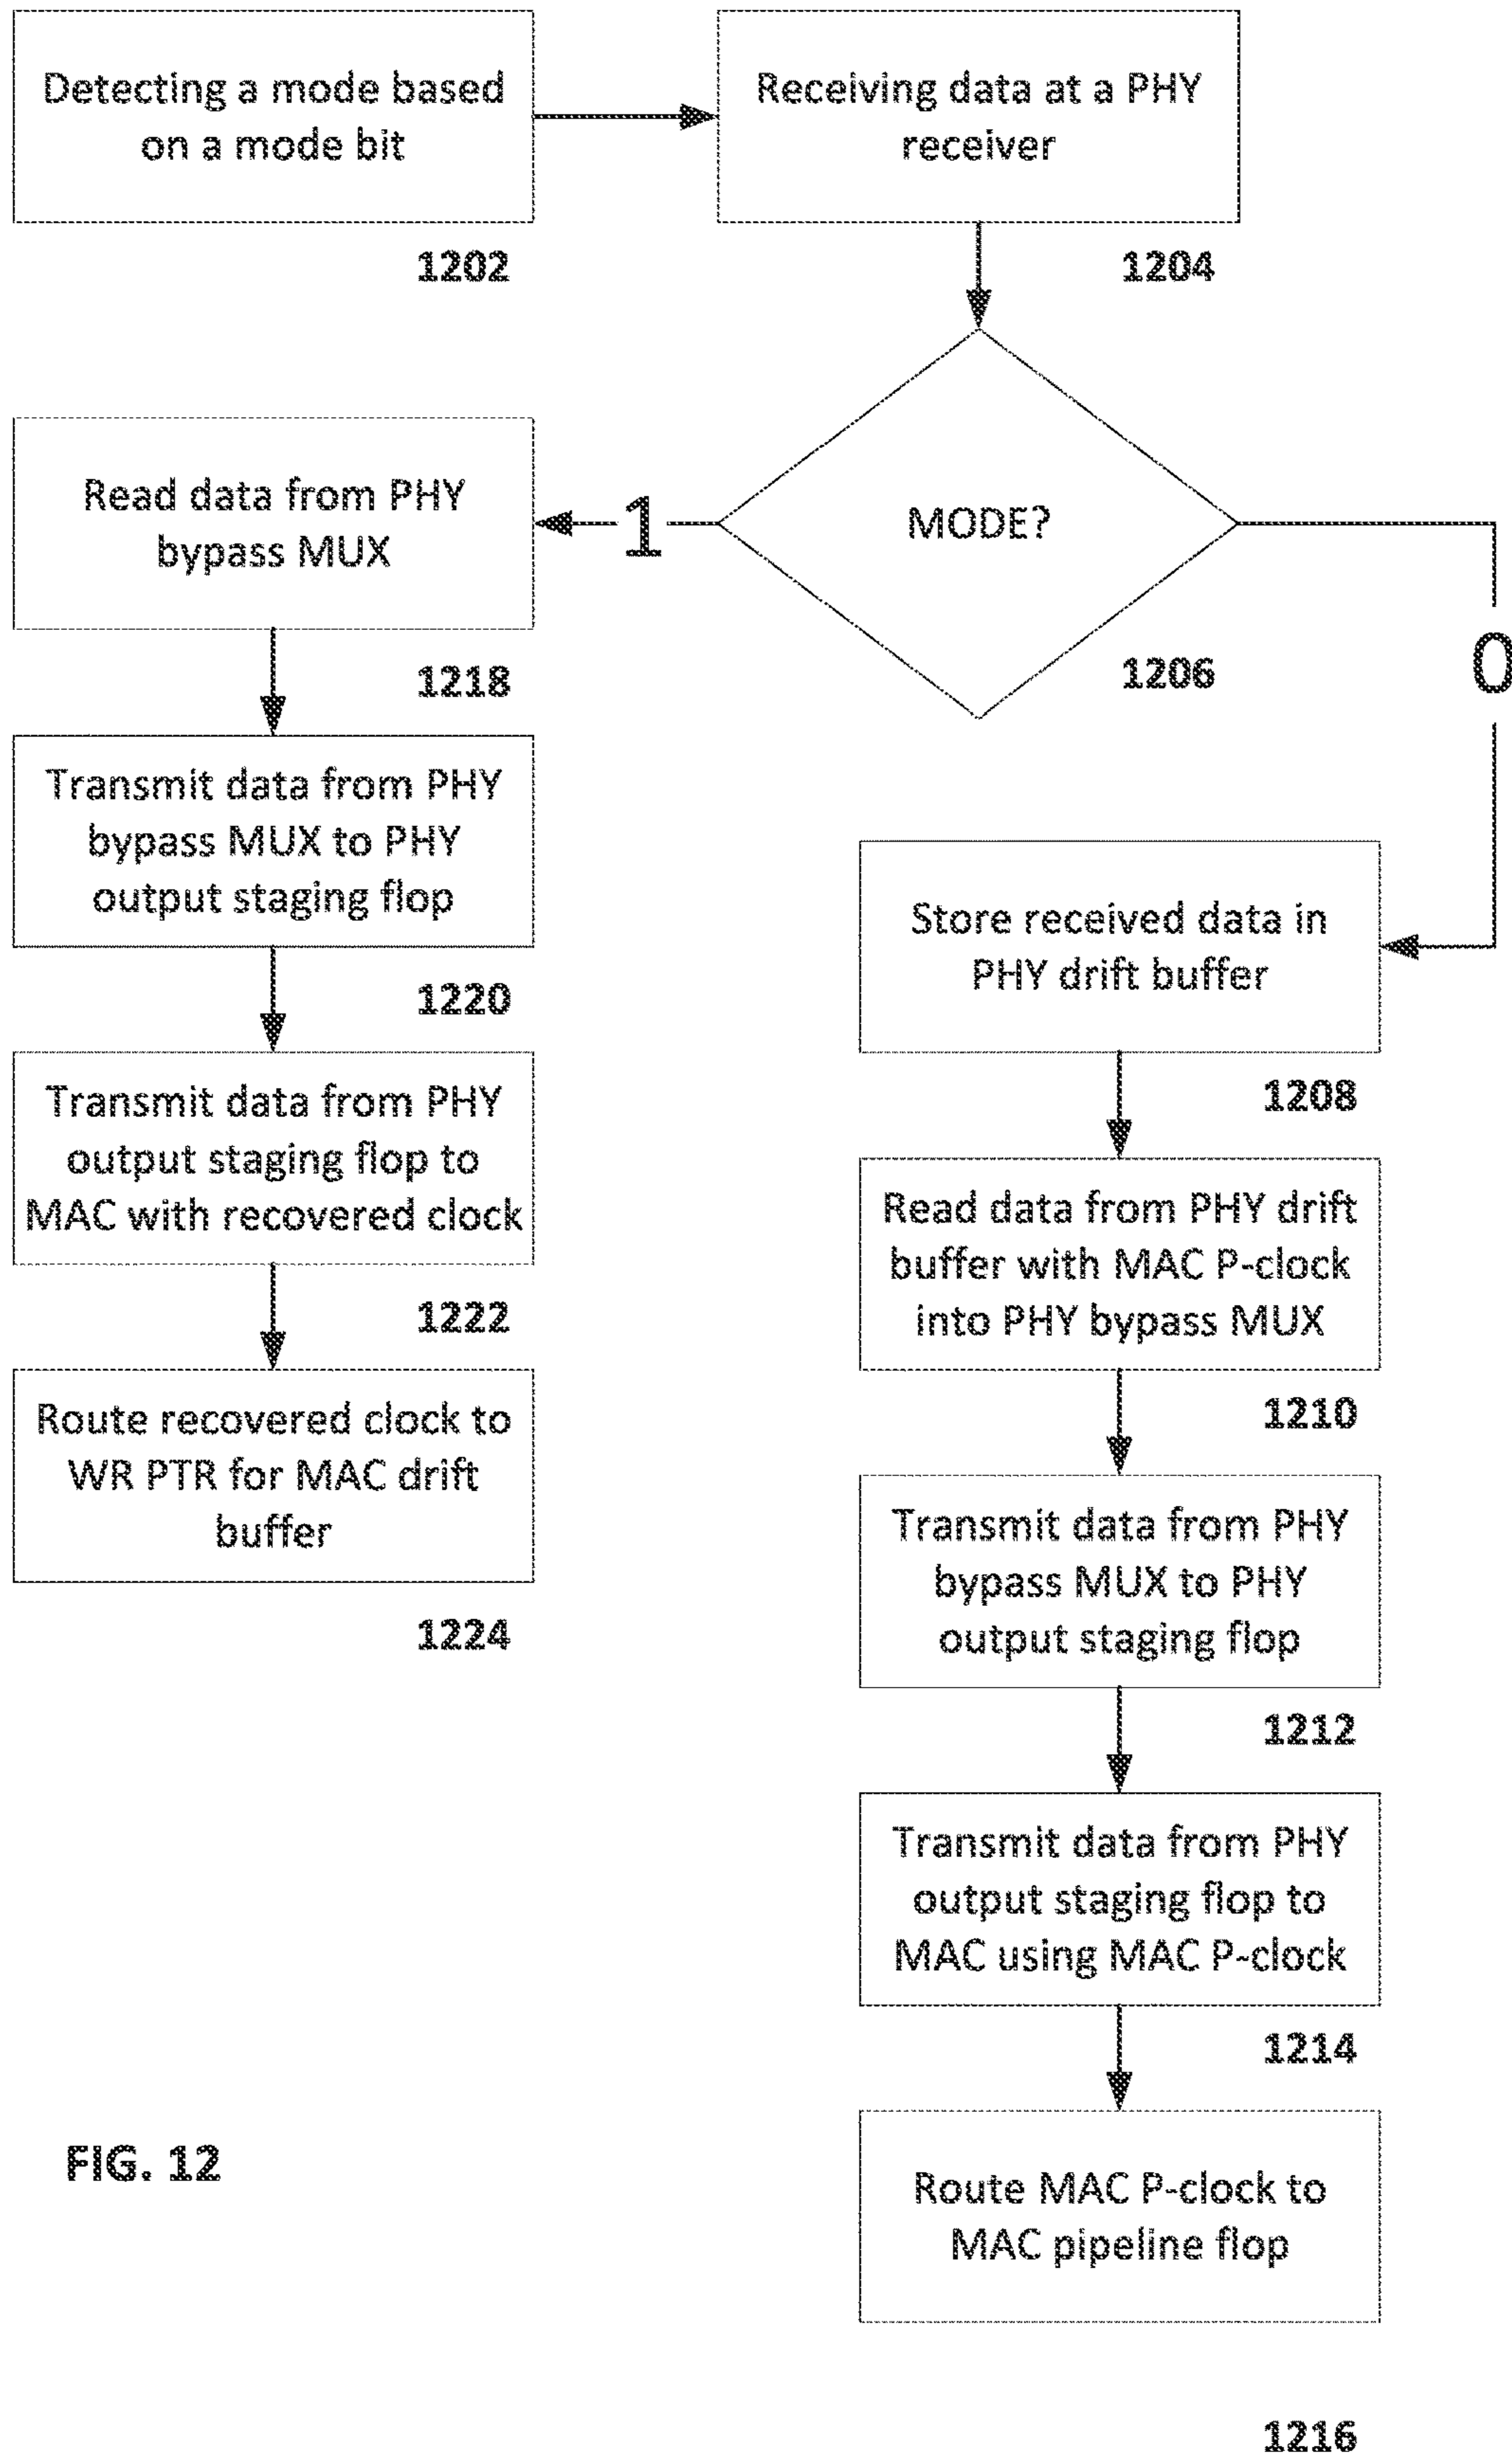 Detecting a mode based
on a mode bit
1202
Receiving data at a PHY
receiver
1204
MODE?
1206
1
0
Read data from PHY
bypass MUX
1218
Transmit data from PHY
bypass MUX to PHY
output staging flop
1220
Transmit data from PHY
output staging flop to
MAC with recovered clock
1222
Route recovered clock to
WR PTR for MAC drift
buffer
1224
Store received data in
PHY drift buffer
1208
Read data from PHY drift
buffer with MAC P-clock
into PHY bypass MUX
1210
Transmit data from PHY
bypass MUX to PHY
output staging flop
1212
Transmit data from PHY
output staging flop to
MAC using MAC P-clock
1214
Route MAC P-clock to
MAC pipeline flop
1216
FIG. 12